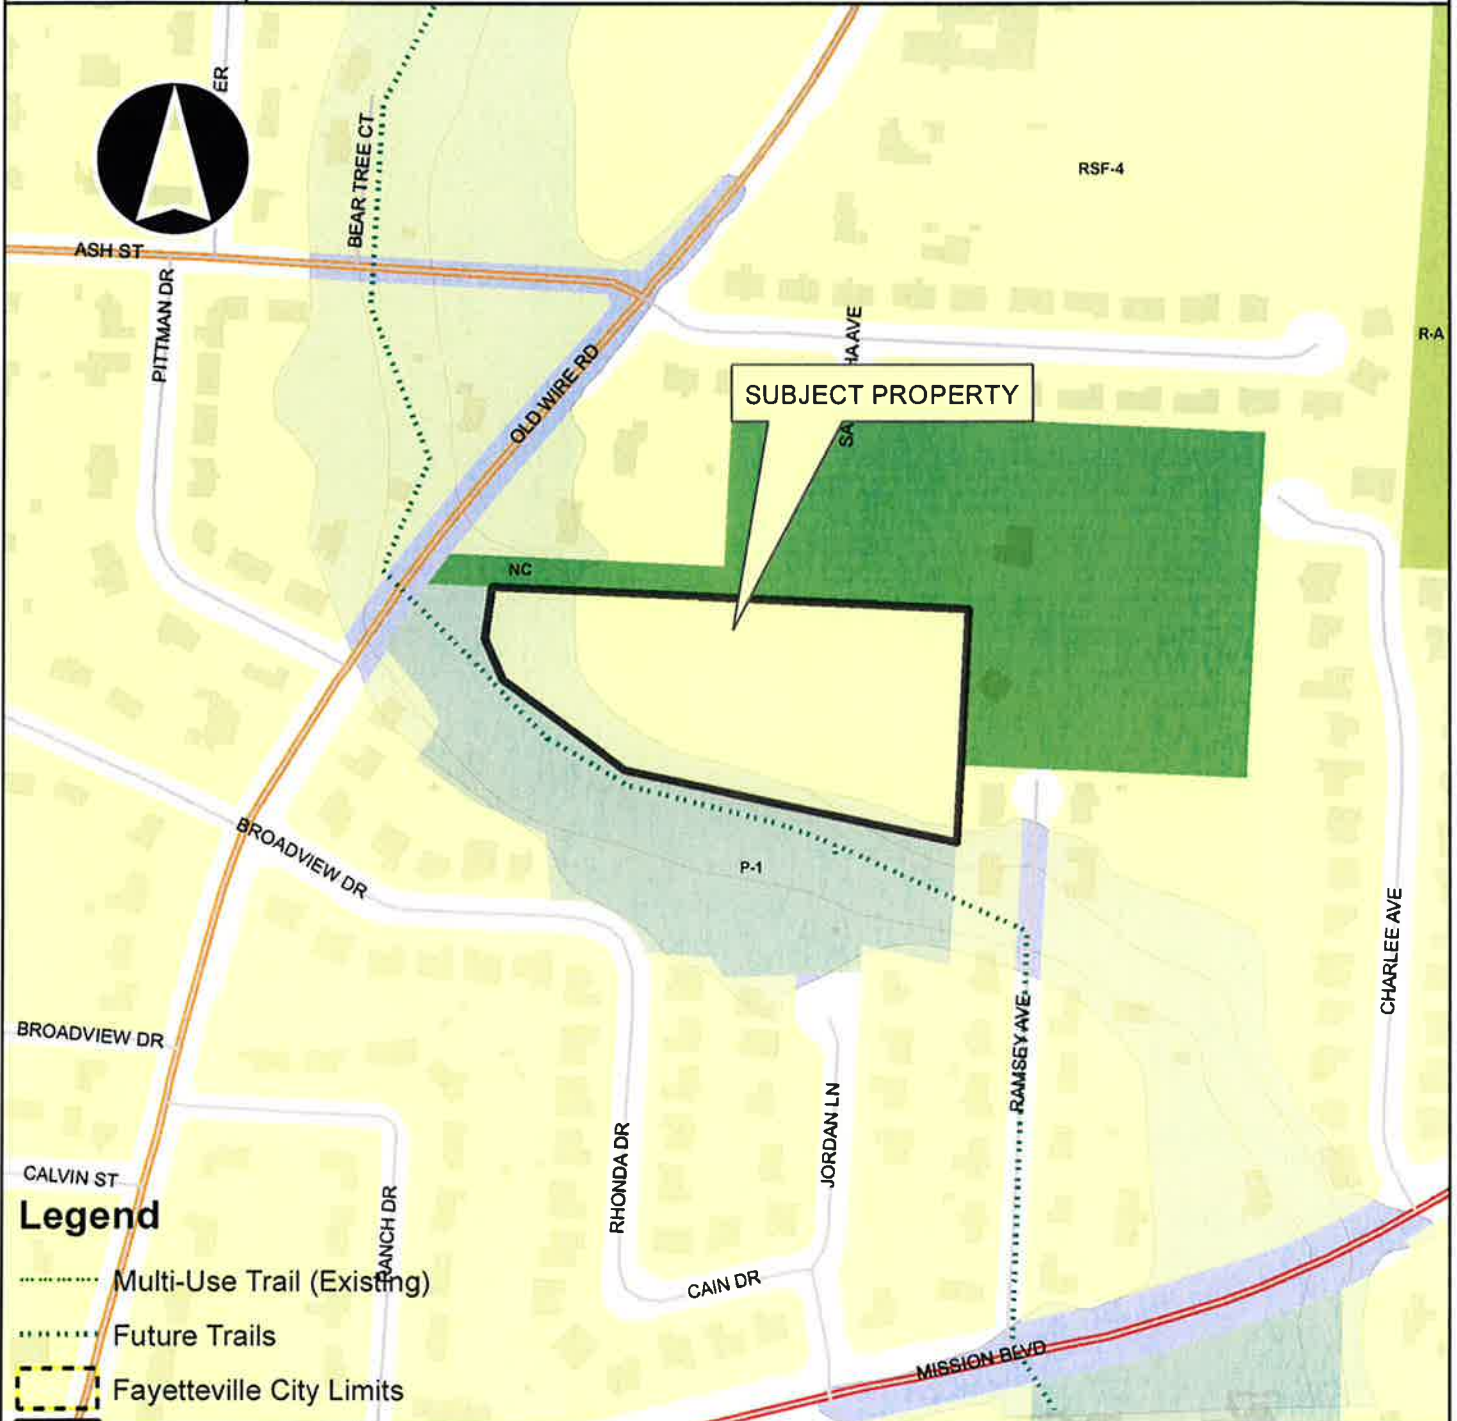 ER
BEAR TREE CT
RSF-4
ASH ST
PITTMAN DR
HA AVE
R-A
OLD WIRE RD
SUBJECT PROPERTY
SA
NC
BROADVIEW DR
P-1
CHARLEE AVE
BROADVIEW DR
RAMSEY AVE
JORDAN LN
RHONDA DR
CALVIN ST
Legend
RANCH DR
Multi-Use Trail (Existing)
CAIN DR
Future Trails
MISSION BLVD
Fayetteville City Limits